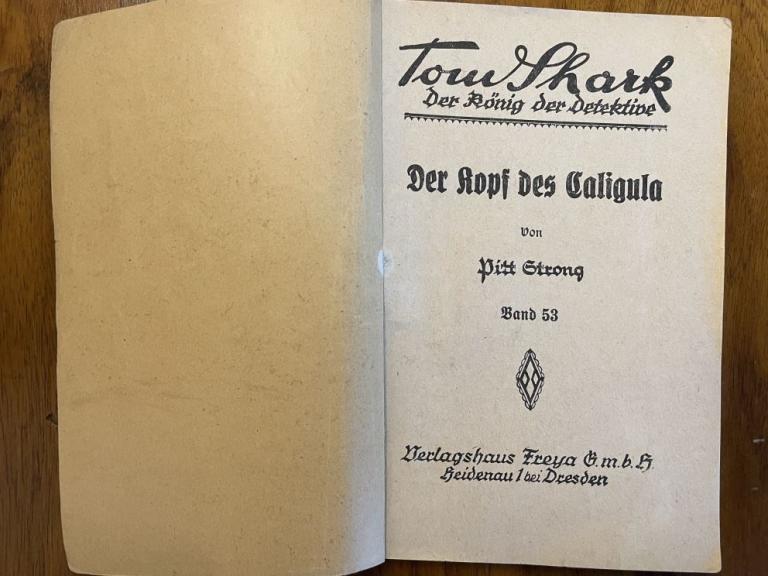 Tom Shark
Der König der Detektive
Der Kopf des Caligula
von
Pitt Strong
Band 53
Verlagshaus Freya G.m.b.H.
Heidenau 1 bei Dresden